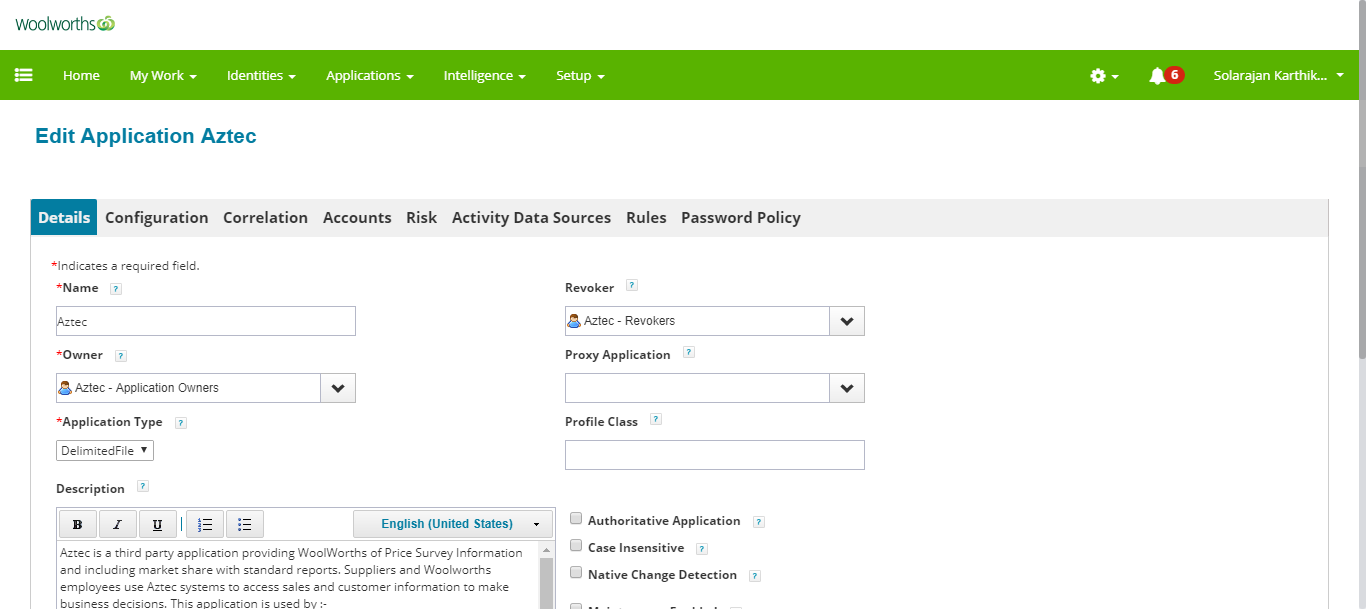 woolworths
Home My Work Identities Applications Intelligence Setup 6 Solarajan Karthik...
Edit Application Aztec
Details Configuration Correlation Accounts Risk Activity Data Sources Rules Password Policy
*Indicates a required field.
*Name ?
Revoker ?
Aztec
Aztec - Revokers
*Owner ?
Proxy Application ?
Aztec - Application Owners
*Application Type ?
Profile Class ?
DelimitedFile
Description ?
B I U English (United States)
Authoritative Application ?
Case Insensitive ?
Native Change Detection ?
Aztec is a third party application providing WoolWorths of Price Survey Information
and including market share with standard reports. Suppliers and Woolworths
employees use Aztec systems to access sales and customer information to make
business decisions. This application is used by :-